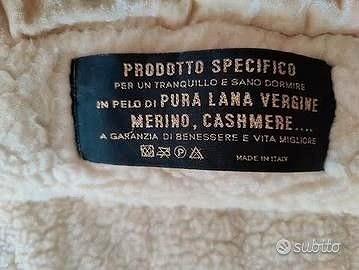 PRODOTTO SPECIFICO
PER UN TRANQUILLO E SANO DORMIRE
IN PELO DI PURA LANA VERGINE
MERINO, CASHMERE....
A GARANZIA DI BENESSERE E VITA MIGLIORE
MADE IN ITALY
subito